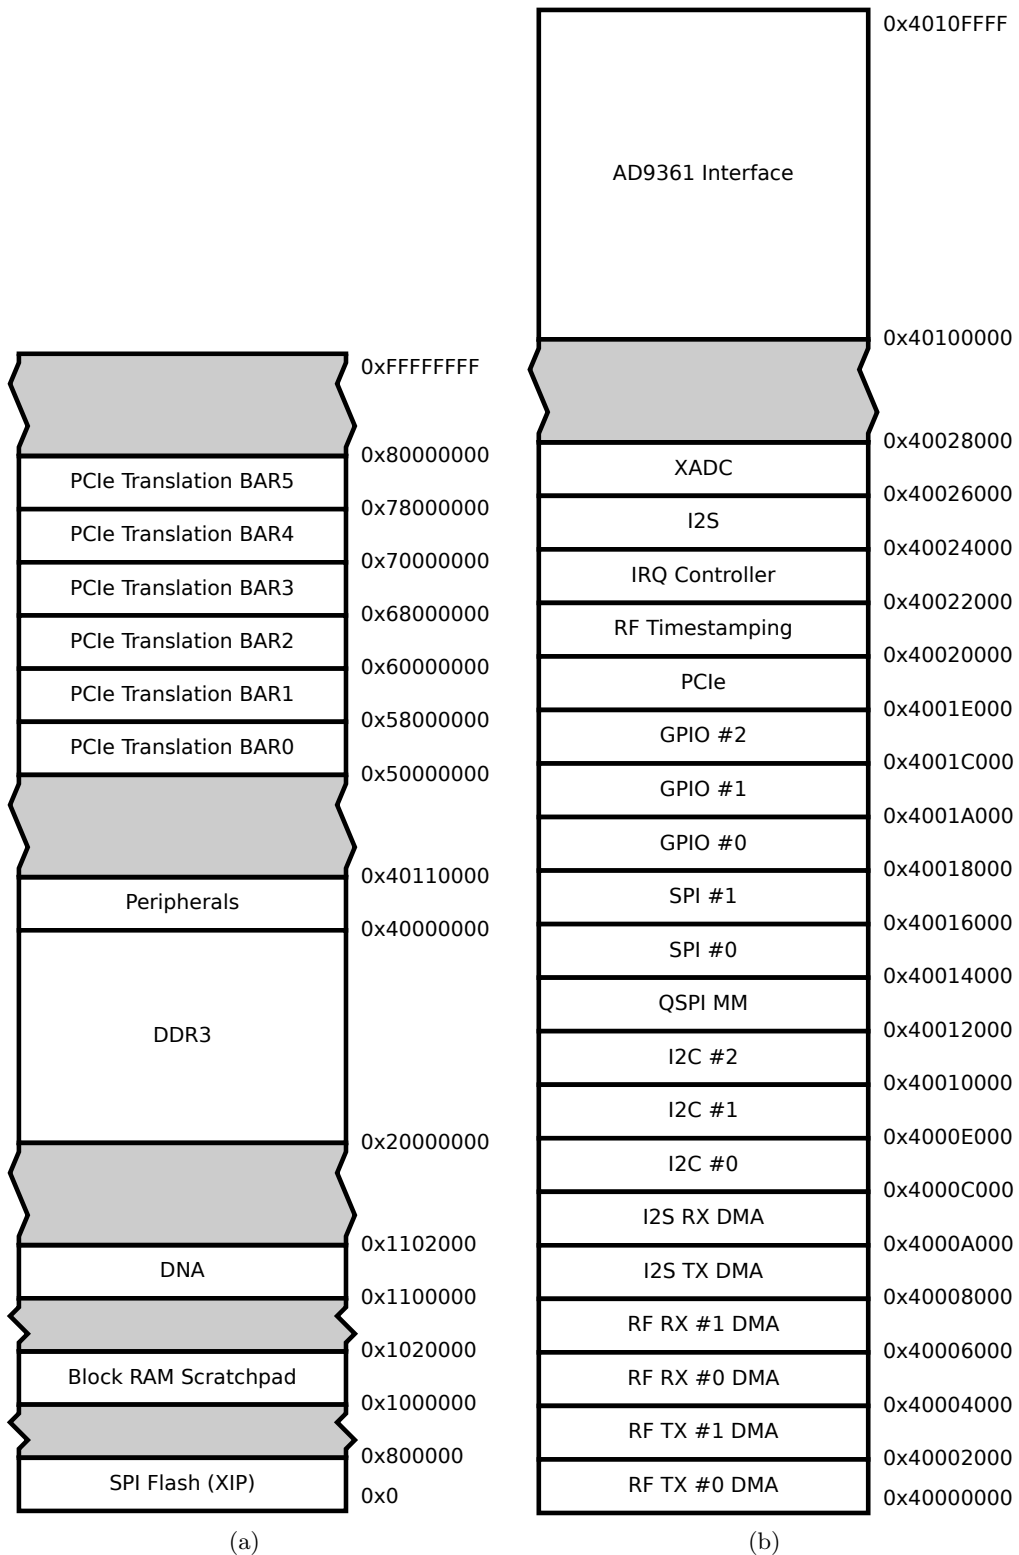 0xFFFFFFFF
0x80000000
PCIe Translation BAR5
0x78000000
PCIe Translation BAR4
0x70000000
PCIe Translation BAR3
0x68000000
PCIe Translation BAR2
0x60000000
PCIe Translation BAR1
0x58000000
PCIe Translation BAR0
0x50000000
0x40110000
Peripherals
0x40000000
DDR3
0x20000000
0x1102000
DNA
0x1100000
0x1020000
Block RAM Scratchpad
0x1000000
0x800000
SPI Flash (XIP)
0x0
(a)
0x4010FFFF
AD9361 Interface
0x40100000
0x40028000
XADC
0x40026000
I2S
0x40024000
IRQ Controller
0x40022000
RF Timestamping
0x40020000
PCIe
0x4001E000
GPIO #2
0x4001C000
GPIO #1
0x4001A000
GPIO #0
0x40018000
SPI #1
0x40016000
SPI #0
0x40014000
QSPI MM
0x40012000
I2C #2
0x40010000
I2C #1
0x4000E000
I2C #0
0x4000C000
I2S RX DMA
0x4000A000
I2S TX DMA
0x40008000
RF RX #1 DMA
0x40006000
RF RX #0 DMA
0x40004000
RF TX #1 DMA
0x40002000
RF TX #0 DMA
0x40000000
(b)